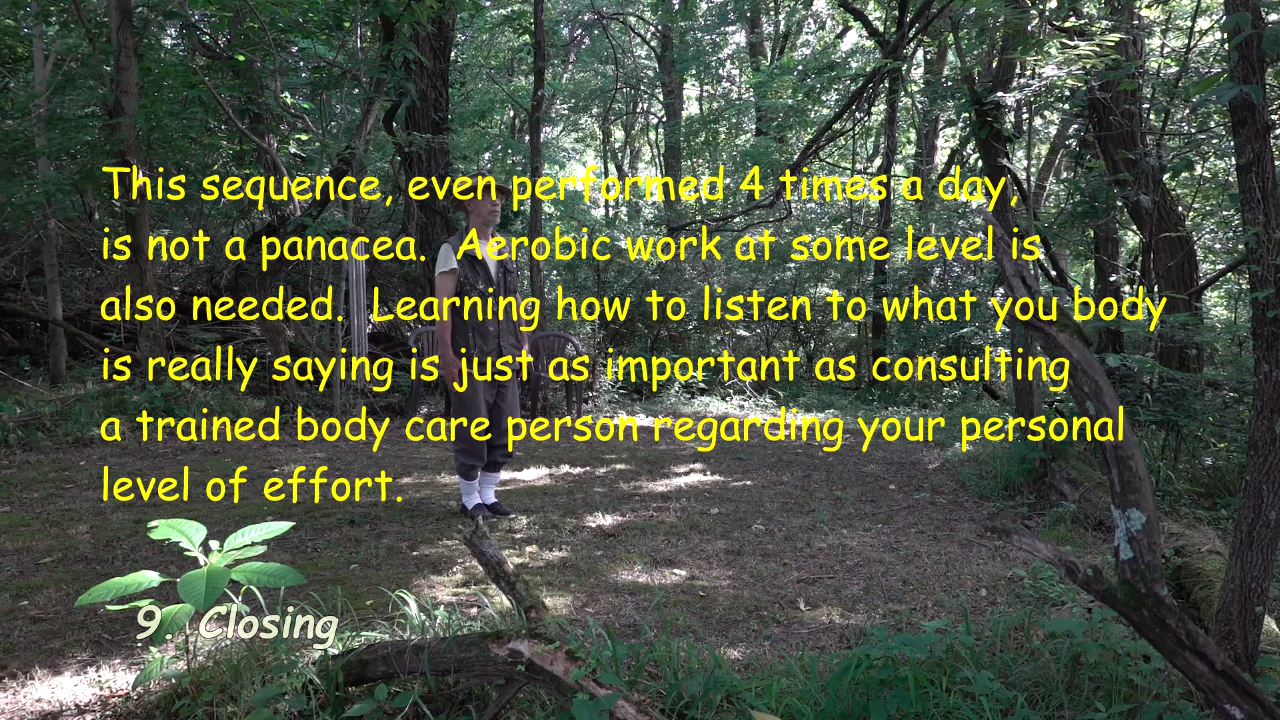 This sequence, even performed 4 times a day,
is not a panacea.  Aerobic work at some level is
also needed.  Learning how to listen to what you body
is really saying is just as important as consulting
a trained body care person regarding your personal
level of effort.
9.  Closing